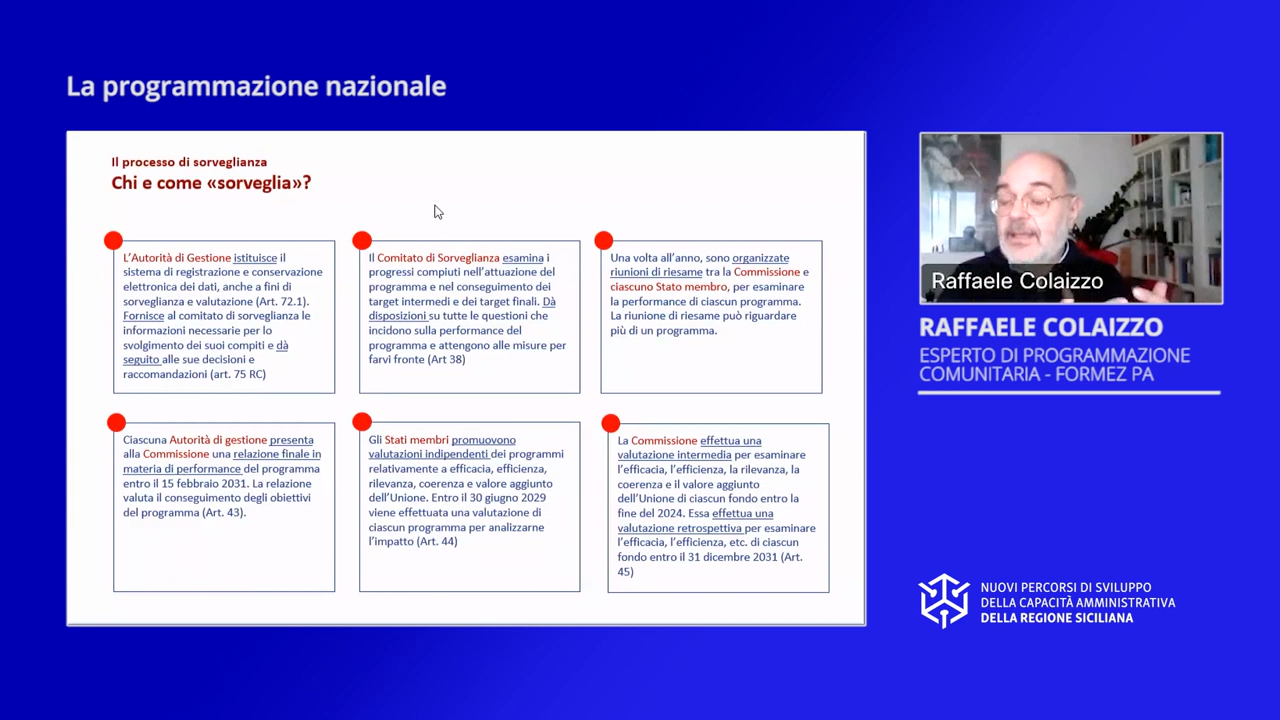 La programmazione nazionale
Il processo di sorveglianza
Chi e come «sorveglia»?
L'Autorità di Gestione istituisce il
sistema di registrazione e conservazione
elettronica dei dati, anche a fini di
sorveglianza e valutazione (Art. 72.1).
Fornisce al comitato di sorveglianza le
informazioni necessarie per lo
svolgimento dei suoi compiti e dà
seguito alle sue decisioni e
raccomandazioni (art. 75 RC)
Il Comitato di Sorveglianza esamina i
progressi compiuti nell'attuazione del
programma e nel conseguimento dei
target intermedi e dei target finali. Dà
disposizioni su tutte le questioni che
incidono sulla performance del
programma e attengono alle misure per
farvi fronte (Art 38)
Una volta all'anno, sono organizzate
riunioni di riesame tra la Commissione e
ciascuno Stato membro, per esaminare
la performance di ciascun programma.
La riunione di riesame può riguardare
più di un programma.
Ciascuna Autorità di gestione presenta
alla Commissione una relazione finale in
materia di performance del programma
entro il 15 febbraio 2031. La relazione
valuta il conseguimento degli obiettivi
del programma (Art. 43).
Gli Stati membri promuovono
valutazioni indipendenti dei programmi
relativamente a efficacia, efficienza,
rilevanza, coerenza e valore aggiunto
dell'Unione. Entro il 30 giugno 2029
viene effettuata una valutazione di
ciascun programma per analizzarne
l'impatto (Art. 44)
La Commissione effettua una
valutazione intermedia per esaminare
l'efficacia, l'efficienza, la rilevanza, la
coerenza e il valore aggiunto
dell'Unione di ciascun fondo entro la
fine del 2024. Essa effettua una
valutazione retrospettiva per esaminare
l'efficacia, l'efficienza, etc. di ciascun
fondo entro il 31 dicembre 2031 (Art.
45)
Raffaele Colaizzo
RAFFAELE COLAIZZO
ESPERTO DI PROGRAMMAZIONE
COMUNITARIA - FORMEZ PA
NUOVI PERCORSI DI SVILUPPO
DELLA CAPACITÀ AMMINISTRATIVA
DELLA REGIONE SICILIANA